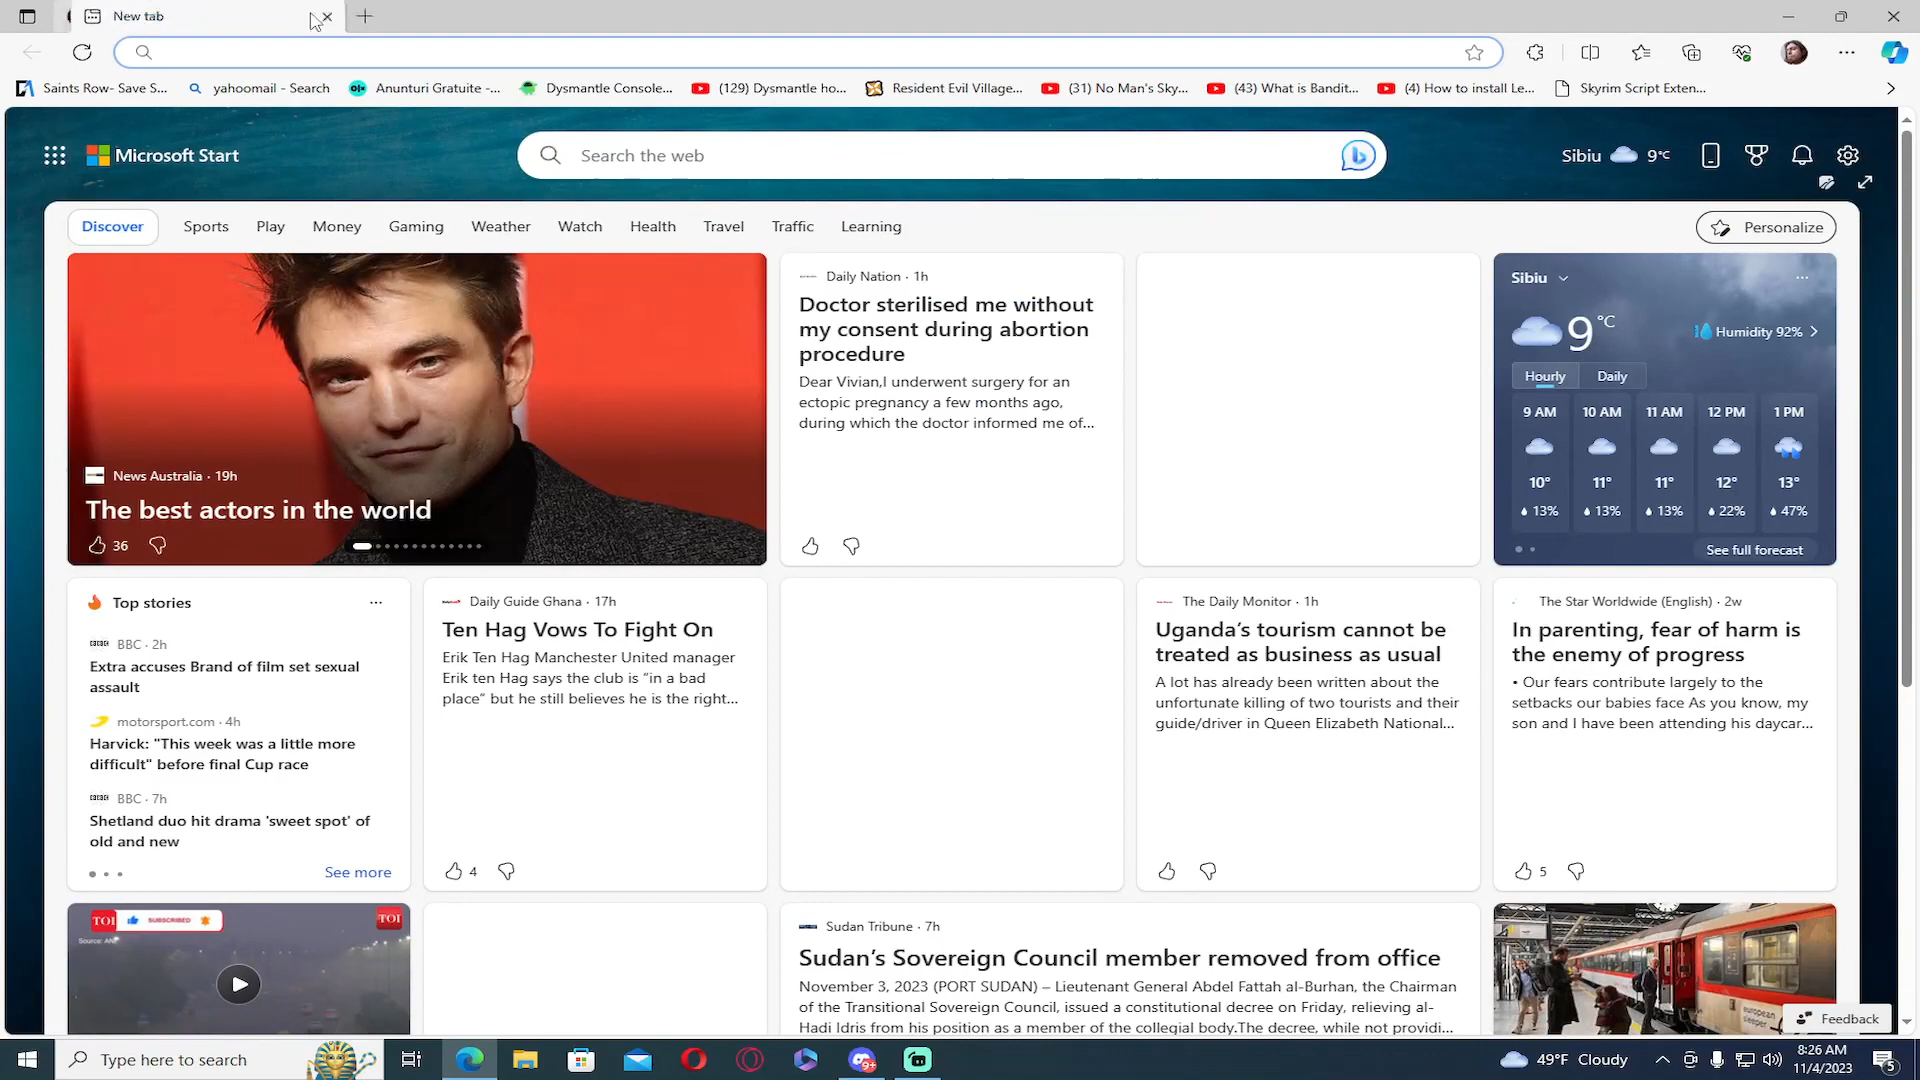 New tab
Saints Row- Save S...
yahoomail - Search
Anunturi Gratuite -...
Dysmantle Console...
(129) Dysmantle ho...
Resident Evil Village...
(31) No Man's Sky...
(43) What is Bandit...
(4) How to install Le...
Skyrim Script Exten...
Microsoft Start
Search the web
Sibiu 9°C
Discover
Sports
Play
Money
Gaming
Weather
Watch
Health
Travel
Traffic
Learning
Personalize
News Australia · 19h
The best actors in the world
36
Daily Nation · 1h
Doctor sterilised me without
my consent during abortion
procedure
Dear Vivian,I underwent surgery for an
ectopic pregnancy a few months ago,
during which the doctor informed me of...
Sibiu
9 °C
Humidity 92%
Hourly
Daily
9 AM 10 AM 11 AM 12 PM 1 PM
10° 11° 11° 12° 13°
13% 13% 13% 22% 47%
See full forecast
Top stories
BBC · 2h
Extra accuses Brand of film set sexual
assault
motorsport.com · 4h
Harvick: "This week was a little more
difficult" before final Cup race
BBC · 7h
Shetland duo hit drama 'sweet spot' of
old and new
See more
Daily Guide Ghana · 17h
Ten Hag Vows To Fight On
Erik Ten Hag Manchester United manager
Erik ten Hag says the club is “in a bad
place” but he still believes he is the right...
4
The Daily Monitor · 1h
Uganda’s tourism cannot be
treated as business as usual
A lot has already been written about the
unfortunate killing of two tourists and their
guide/driver in Queen Elizabeth National...
The Star Worldwide (English) · 2w
In parenting, fear of harm is
the enemy of progress
• Our fears contribute largely to the
setbacks our babies face As you know, my
son and I have been attending his daycar...
5
TOI SUBSCRIBED
TOI
Source: ANI
Sudan Tribune · 7h
Sudan’s Sovereign Council member removed from office
November 3, 2023 (PORT SUDAN) – Lieutenant General Abdel Fattah al-Burhan, the Chairman
of the Transitional Sovereign Council, issued a constitutional decree on Friday, relieving al-
Hadi Idris from his position as a member of the collegial body.The decree, while not providi...
Feedback
Type here to search
9+
49°F Cloudy
8:26 AM
11/4/2023
5